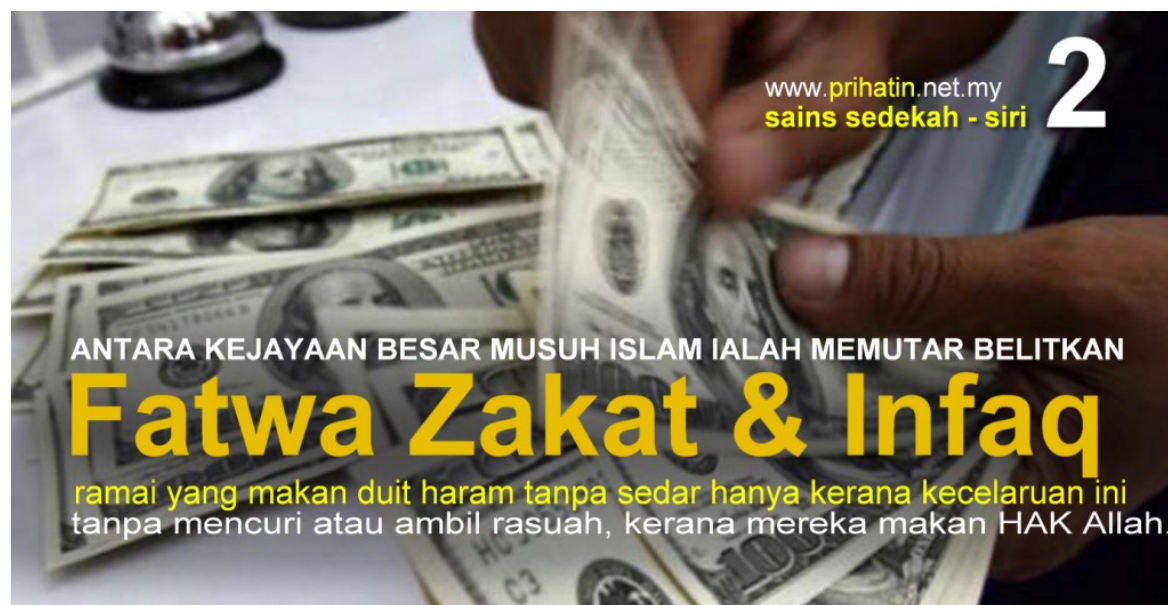 www.prihatin.net.my
sains sedekah - siri 2
ANTARA KEJAYAAN BESAR MUSUH ISLAM IALAH MEMUTAR BELITKAN
Fatwa Zakat & Infaq
ramai yang makan duit haram tanpa sedar hanya kerana kecelaruan ini
tanpa mencuri atau ambil rasuah, kerana mereka makan HAK Allah.
100